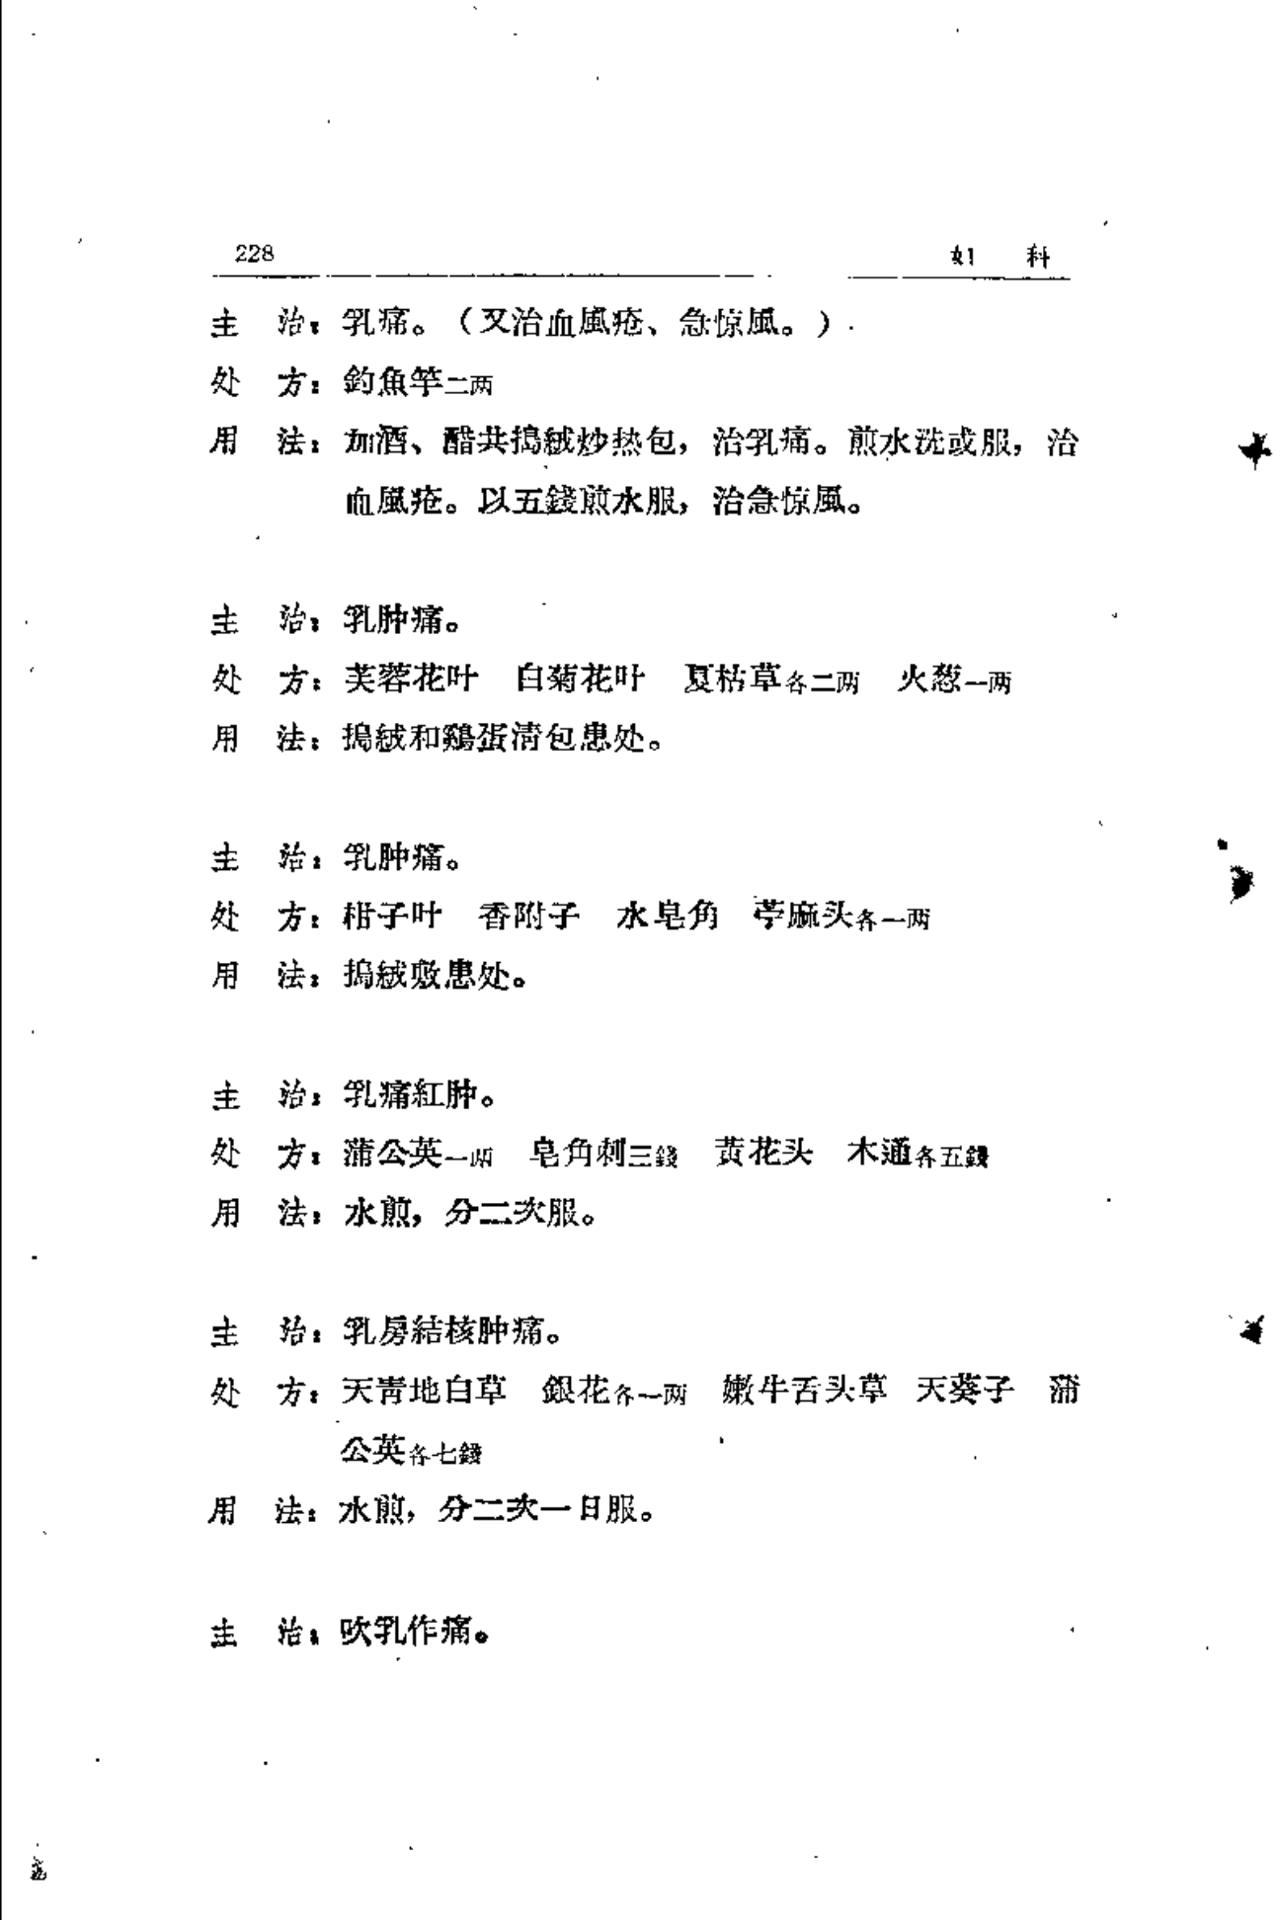 228 妇 科
主 治：乳痛。（又治血風疮、急惊風。）
处 方：釣魚竿二两
用 法：加酒、醋共搗絨炒热包，治乳痛。煎水洗或服，治
血風疮。以五錢煎水服，治急惊風。
主 治：乳肿痛。
处 方：芙蓉花叶 白菊花叶 夏枯草各二两 火葱一两
用 法：搗絨和鷄蛋清包患处。
主 治：乳肿痛。
处 方：柑子叶 香附子 水皂角 苧麻头各一两
用 法：搗絨敷患处。
主 治：乳痛紅肿。
处 方：蒲公英一两 皂角刺三錢 黄花头 木通各五錢
用 法：水煎，分二次服。
主 治：乳房結核肿痛。
处 方：天青地白草 銀花各一两 嫩牛舌头草 天葵子 蒲
公英各七錢
用 法：水煎，分二次一日服。
主 治：吹乳作痛。